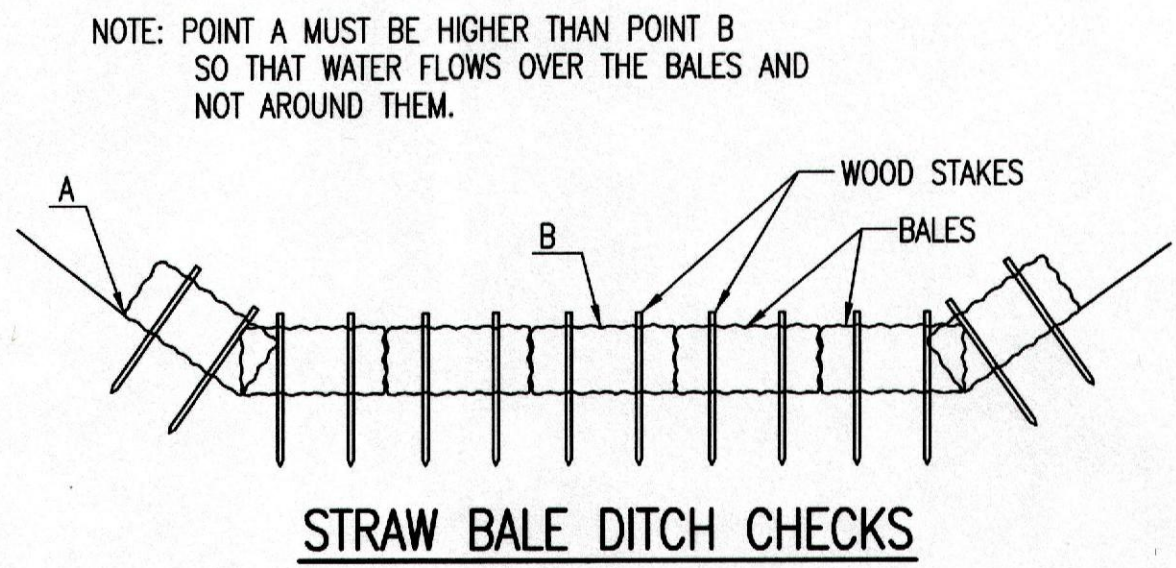 NOTE: POINT A MUST BE HIGHER THAN POINT B
SO THAT WATER FLOWS OVER THE BALES AND
NOT AROUND THEM.
A
WOOD STAKES
B
BALES
STRAW BALE DITCH CHECKS